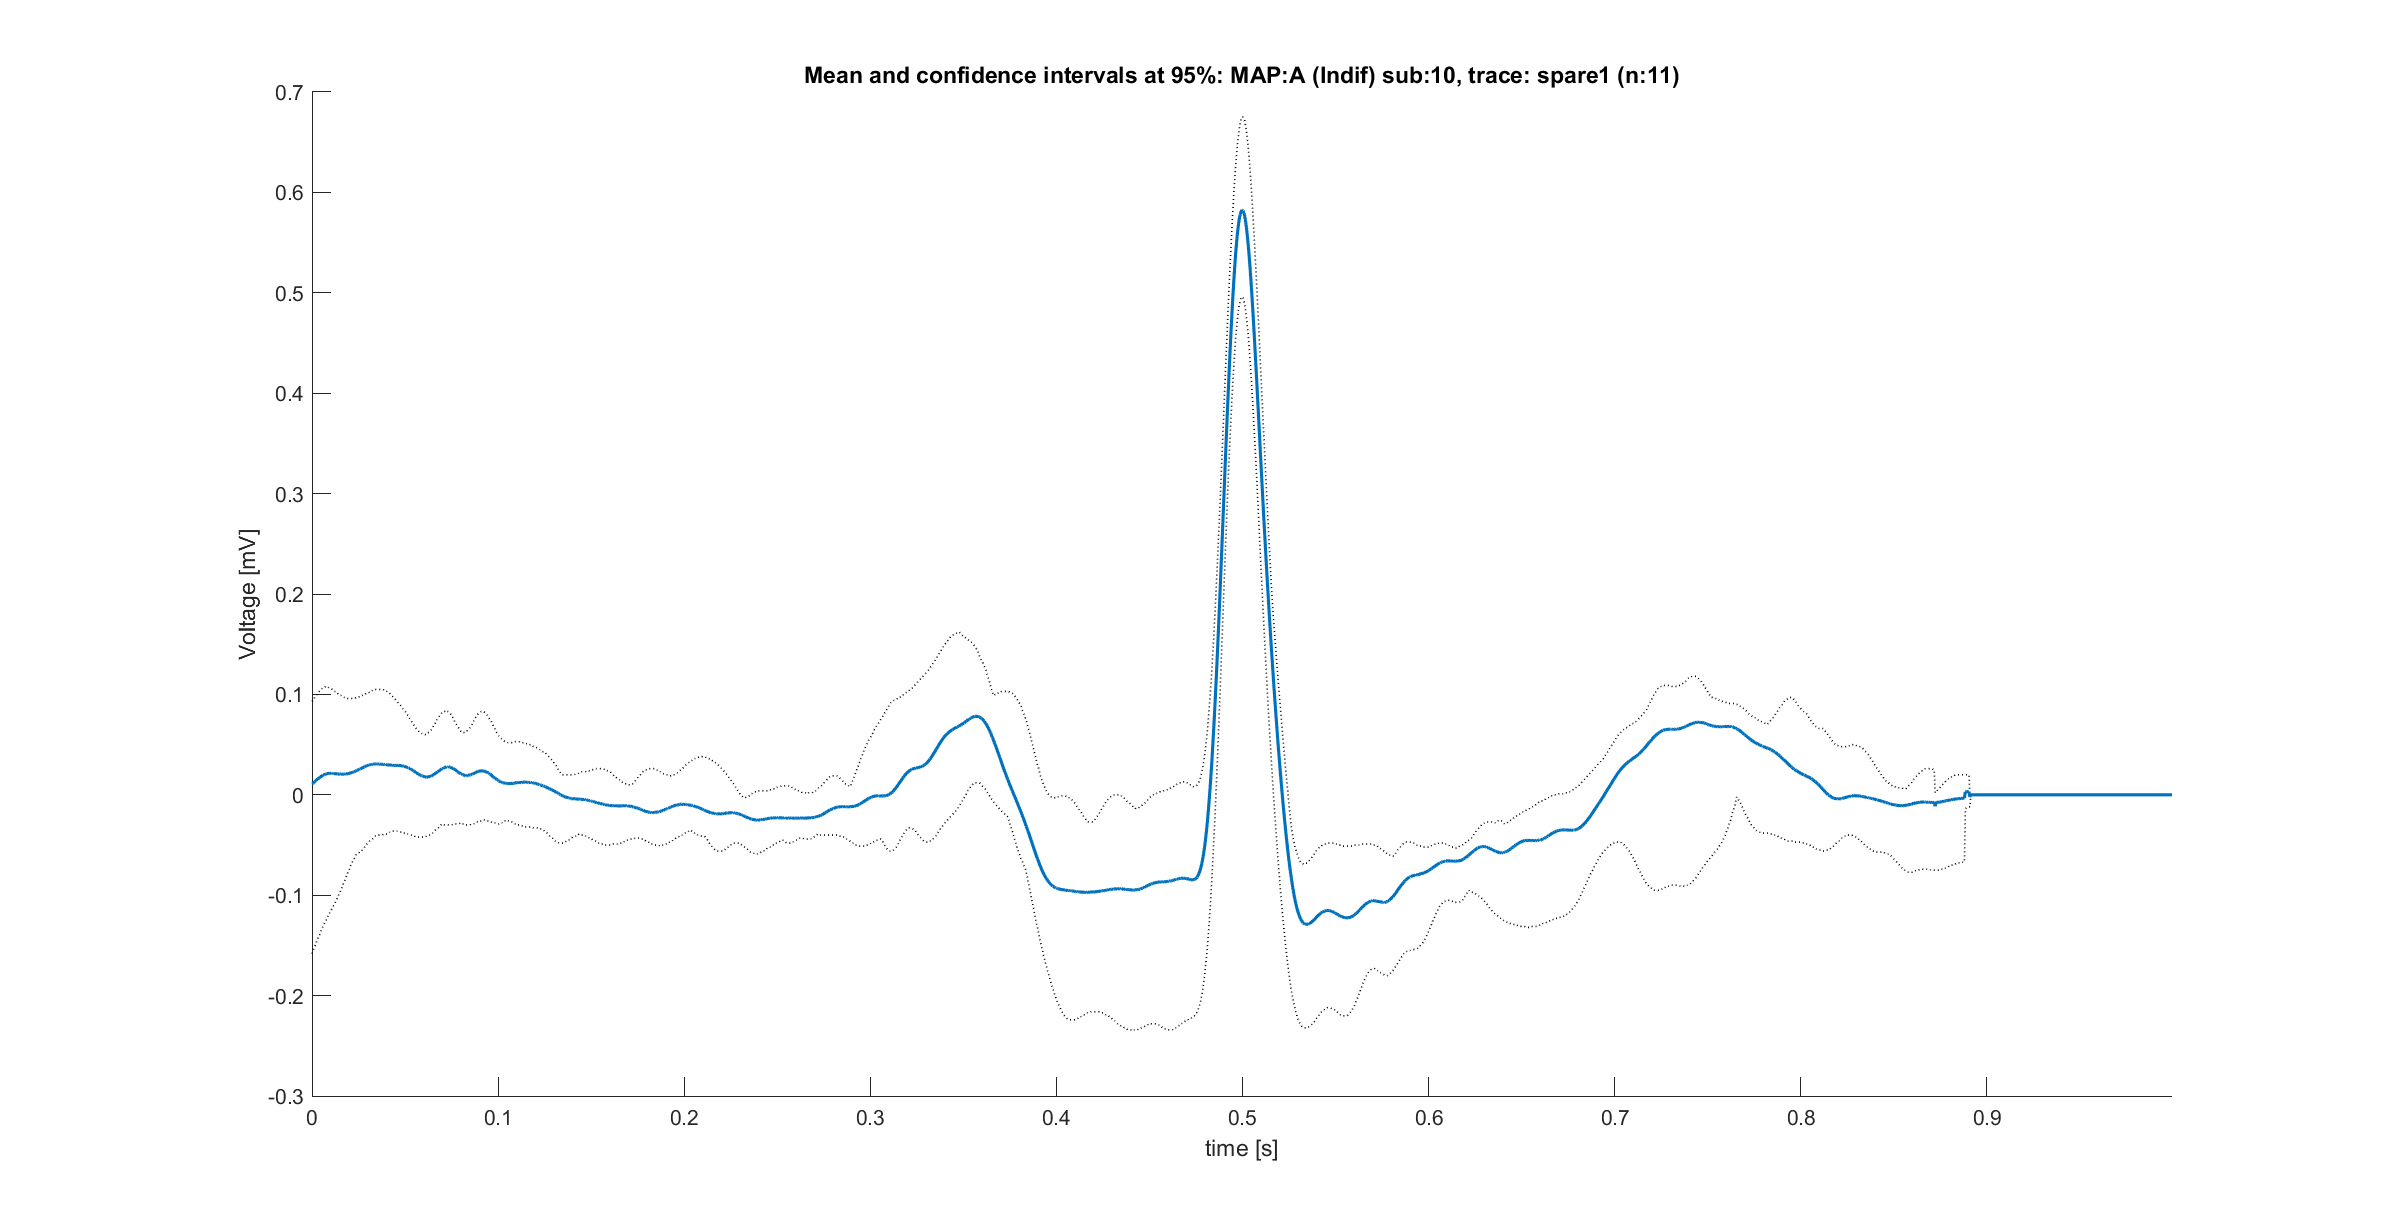 Mean and confidence intervals at 95%: MAP:A (Indif) sub:10, trace: spare1 (n:11)
0.7
0.6
0.5
0.4
0.3
0.2
0.1
0
-0.1
-0.2
-0.3
Voltage [mV]
0 0.1 0.2 0.3 0.4 0.5 0.6 0.7 0.8 0.9
time [s]